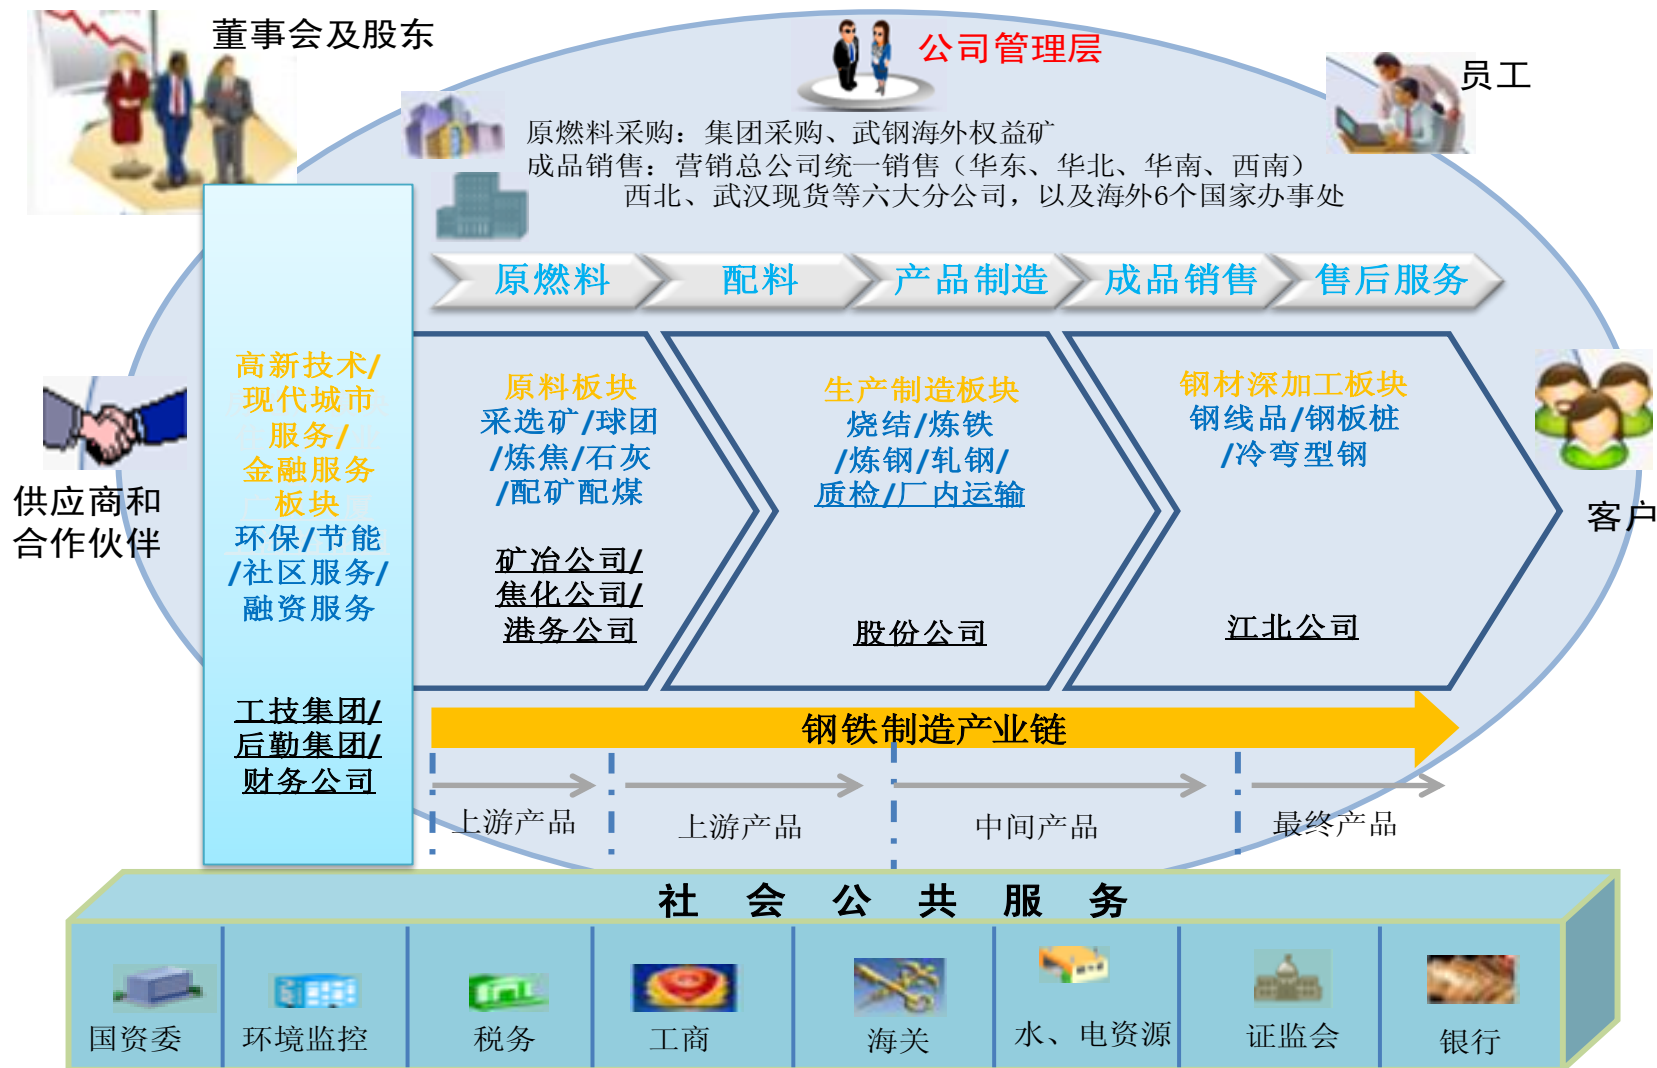 董事会及股东
公司管理层
员工
原燃料采购：集团采购、武钢海外权益矿
成品销售：营销总公司统一销售（华东、华北、华南、西南）
西北、武汉现货等六大分公司，以及海外6个国家办事处
原燃料
配料
产品制造
成品销售
售后服务
供应商和
合作伙伴
客户
高新技术/
现代城市
服务/
金融服务
板块
环保/节能
/社区服务/
融资服务
工技集团/
后勤集团/
财务公司
原料板块
采选矿/球团
/炼焦/石灰
/配矿配煤
矿冶公司/
焦化公司/
港务公司
生产制造板块
烧结/炼铁
/炼钢/轧钢/
质检/厂内运输
股份公司
钢材深加工板块
钢线品/钢板桩
/冷弯型钢
江北公司
钢铁制造产业链
上游产品
上游产品
中间产品
最终产品
社会公共服务
国资委
环境监控
税务
工商
海关
水、电资源
证监会
银行